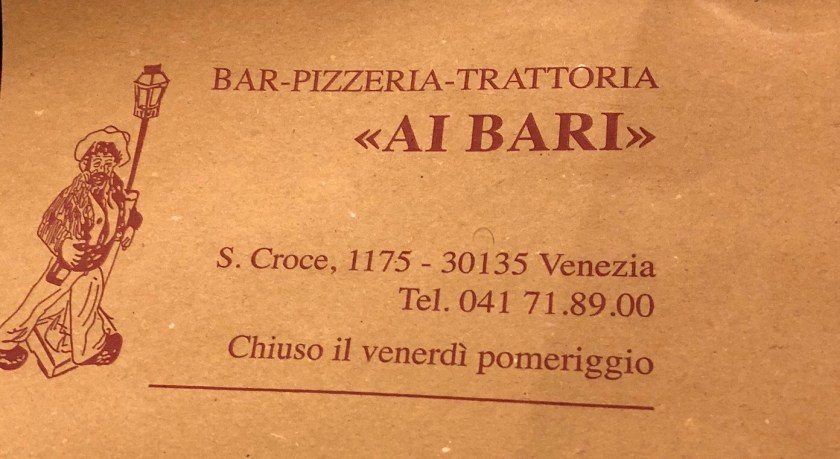 BAR-PIZZERIA-TRATTORIA
«AI BARI»
S. Croce, 1175 - 30135 Venezia
Tel. 041 71.89.00
Chiuso il venerdì pomeriggio